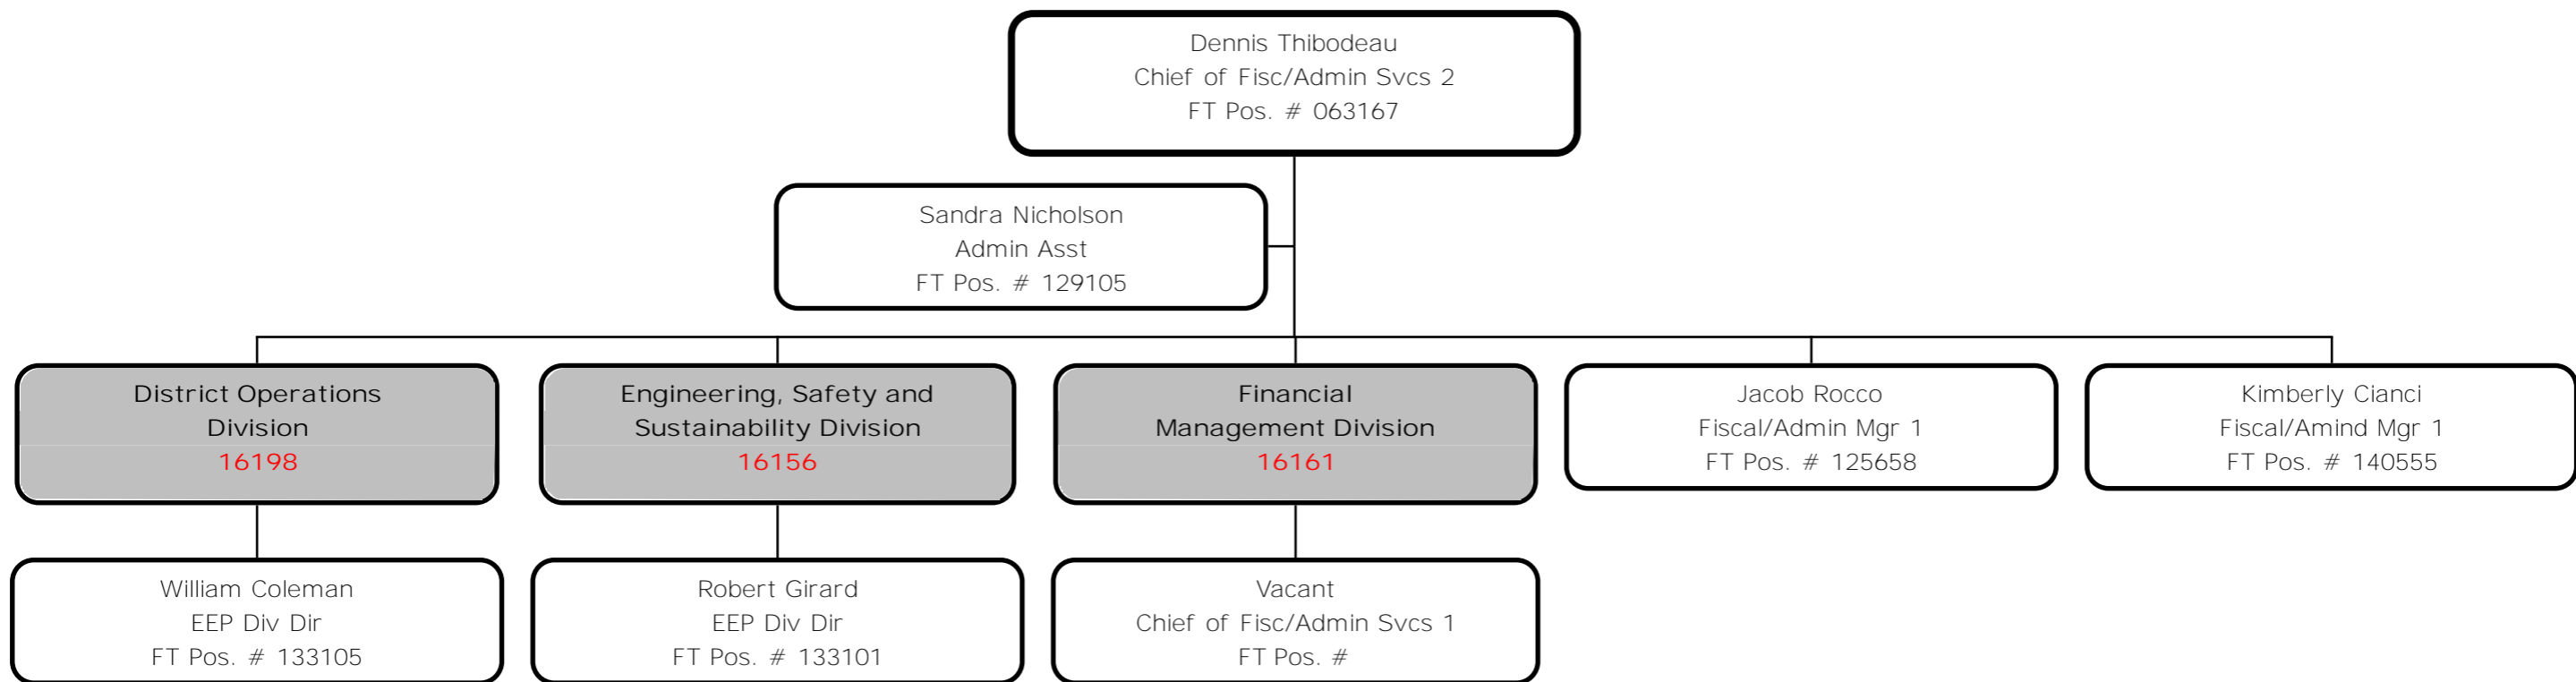 Dennis Thibodeau
Chief of Fisc/Admin Svcs 2
FT Pos. # 063167
Sandra Nicholson
Admin Asst
FT Pos. # 129105
District Operations
Division
16198
Engineering, Safety and
Sustainability Division
16156
Financial
Management Division
16161
Jacob Rocco
Fiscal/Admin Mgr 1
FT Pos. # 125658
Kimberly Cianci
Fiscal/Amind Mgr 1
FT Pos. # 140555
William Coleman
EEP Div Dir
FT Pos. # 133105
Robert Girard
EEP Div Dir
FT Pos. # 133101
Vacant
Chief of Fisc/Admin Svcs 1
FT Pos. #